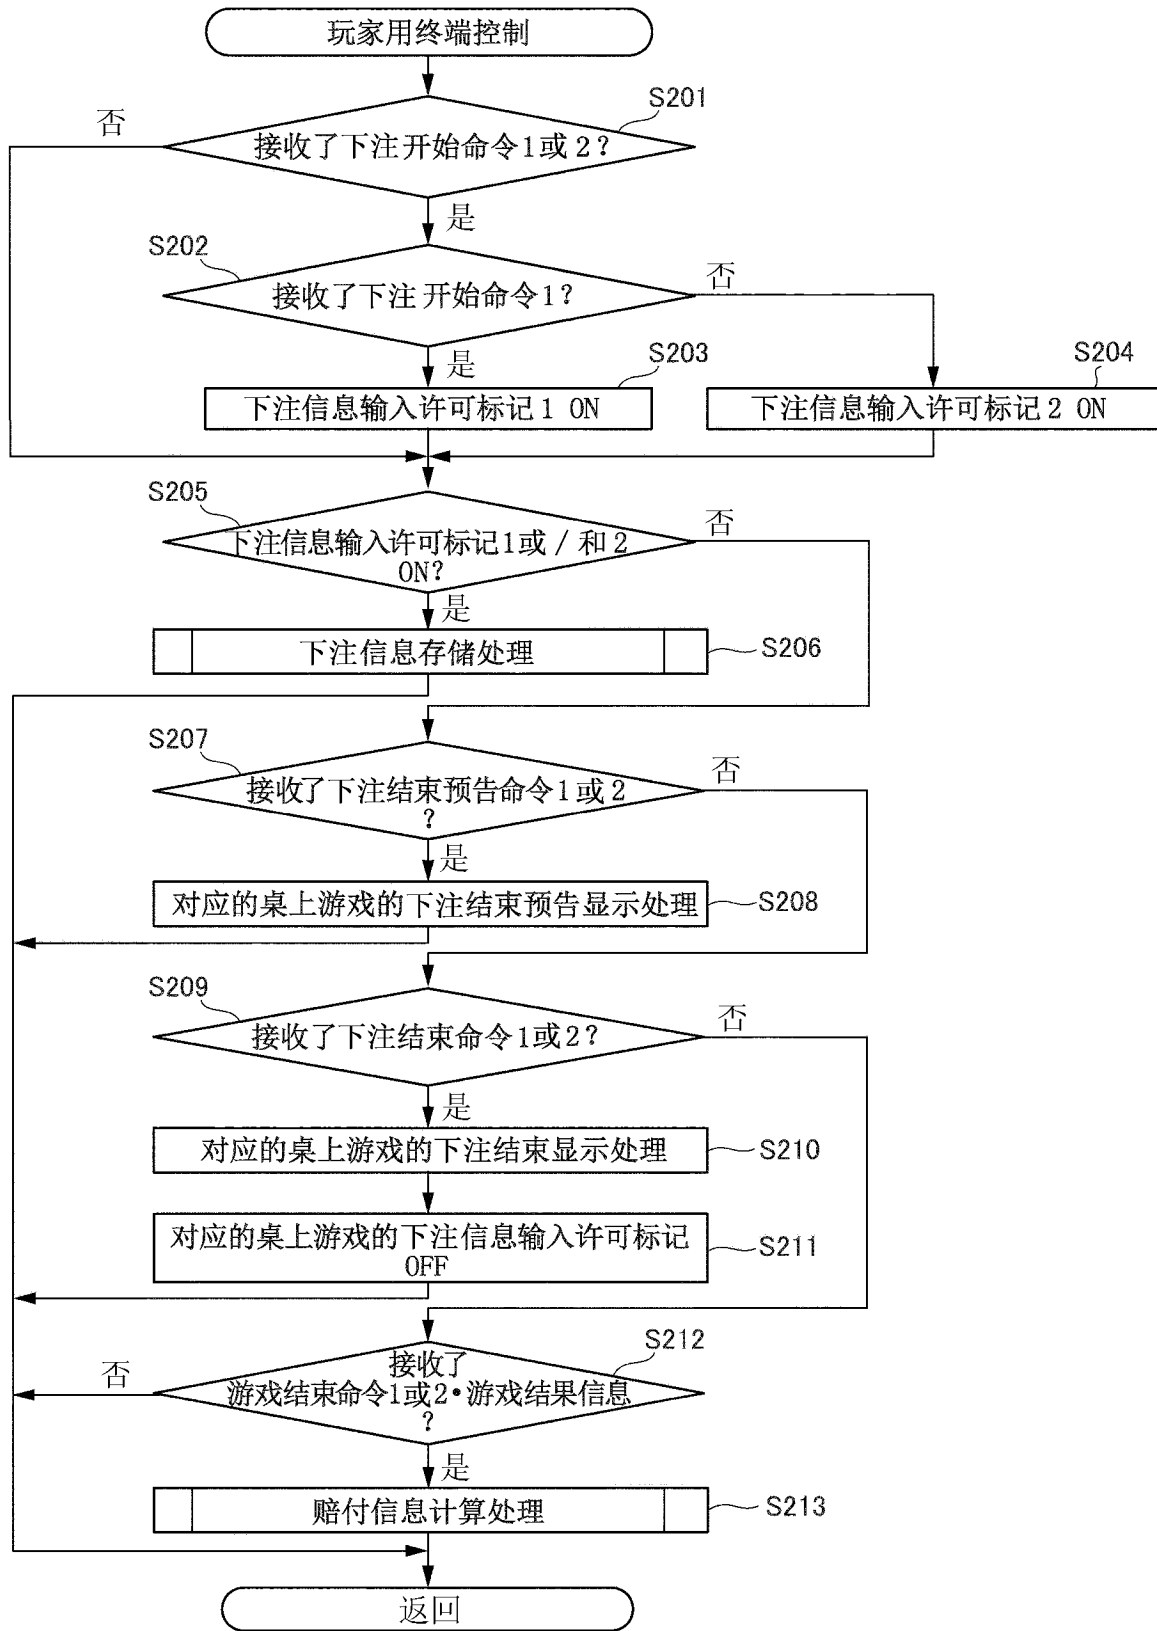 玩家用终端控制
S201
否
接收了下注开始命令1或2？
是
S202
否
接收了下注开始命令1？
是
S203
S204
下注信息输入许可标记1 ON
下注信息输入许可标记2 ON
S205
否
下注信息输入许可标记1或/和2
ON？
是
下注信息存储处理
S206
S207
否
接收了下注结束预告命令1或2
？
是
对应的桌上游戏的下注结束预告显示处理
S208
S209
否
接收了下注结束命令1或2？
是
对应的桌上游戏的下注结束显示处理
S210
对应的桌上游戏的下注信息输入许可标记
OFF
S211
S212
否
接收了
游戏结束命令1或2·游戏结果信息
？
是
赔付信息计算处理
S213
返回